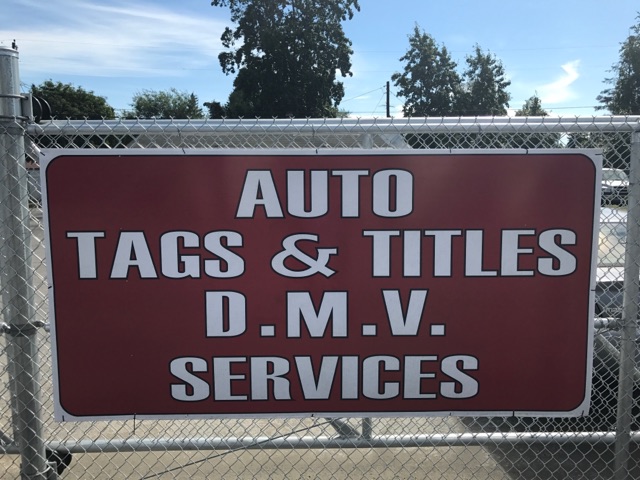 AUTO
TAGS & TITLES
D.M.V.
SERVICES